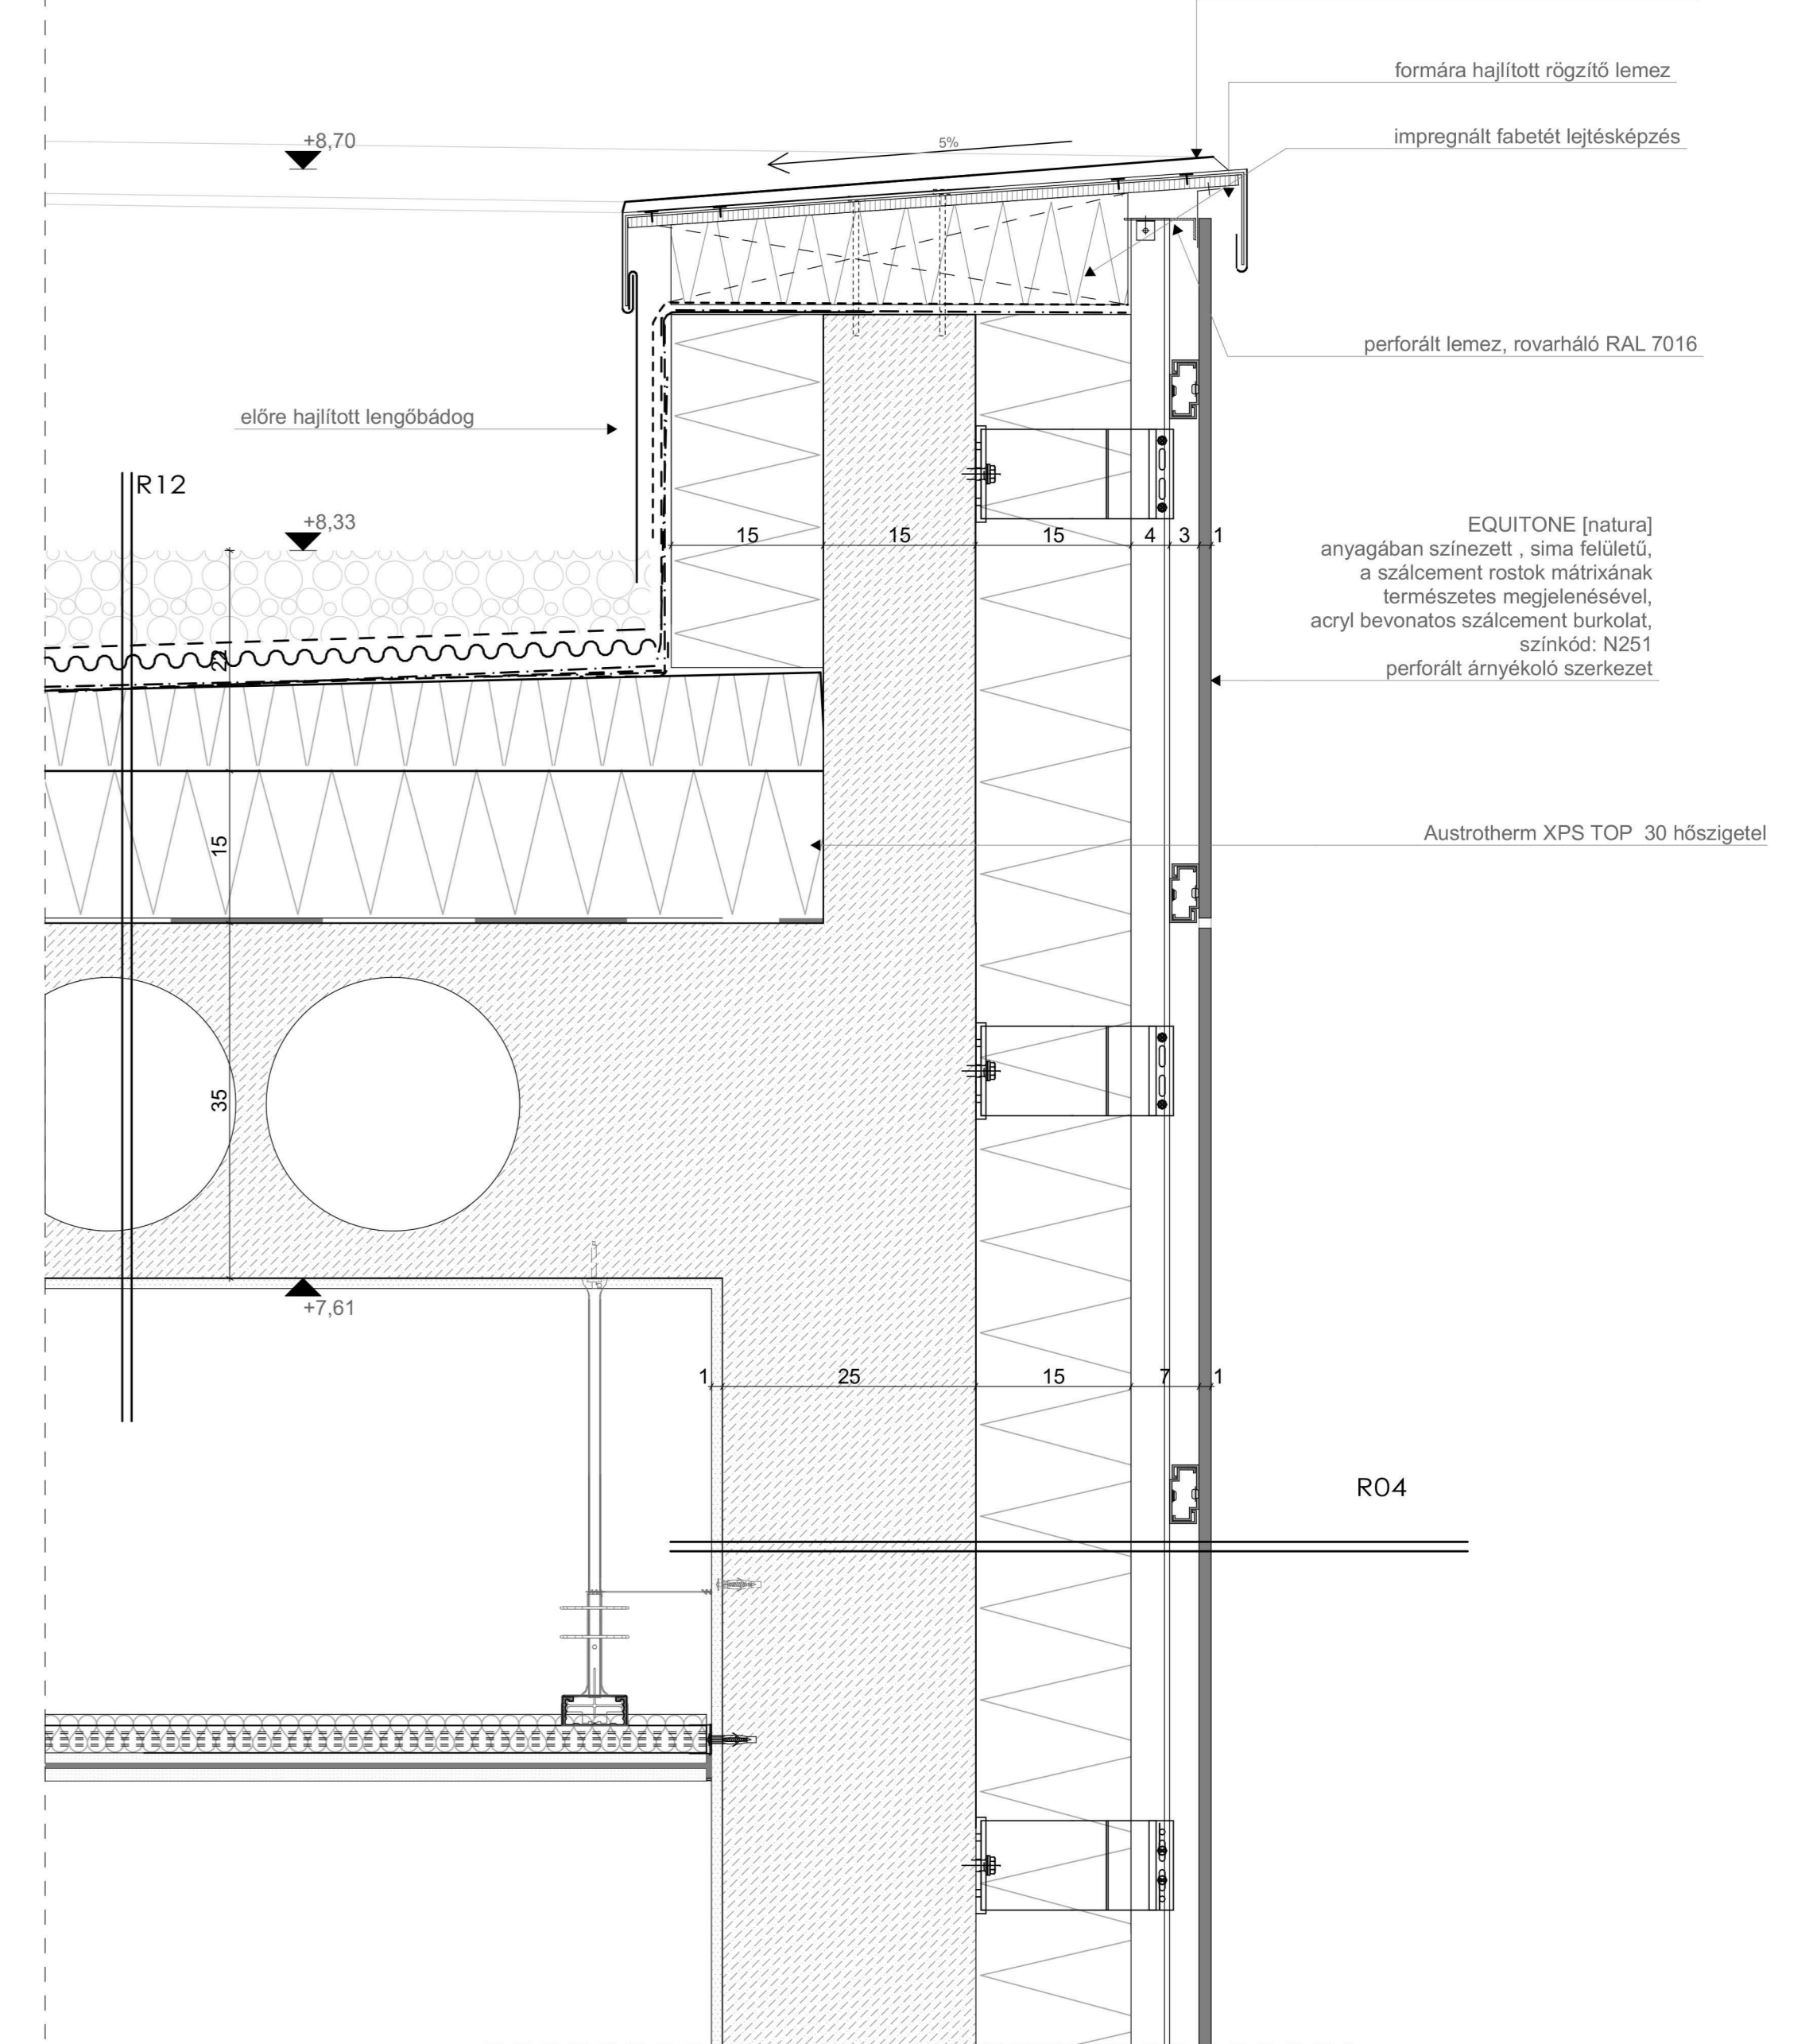 formára hajlított rögzítő lemez
+8,70
5%
impregnált fabetét lejtésképzés
perforált lemez, rovarháló RAL 7016
előre hajlított lengőbádog
R12
+8,33
15
15
15
4
3
1
EQUITONE [natura]
anyagában színezett , sima felületű,
a szálcement rostok mátrixának
természetes megjelenésével,
acryl bevonatos szálcement burkolat,
színkód: N251
perforált árnyékoló szerkezet
22
15
Austrotherm XPS TOP 30 hőszigetel
35
+7,61
1
25
15
7
1
R04